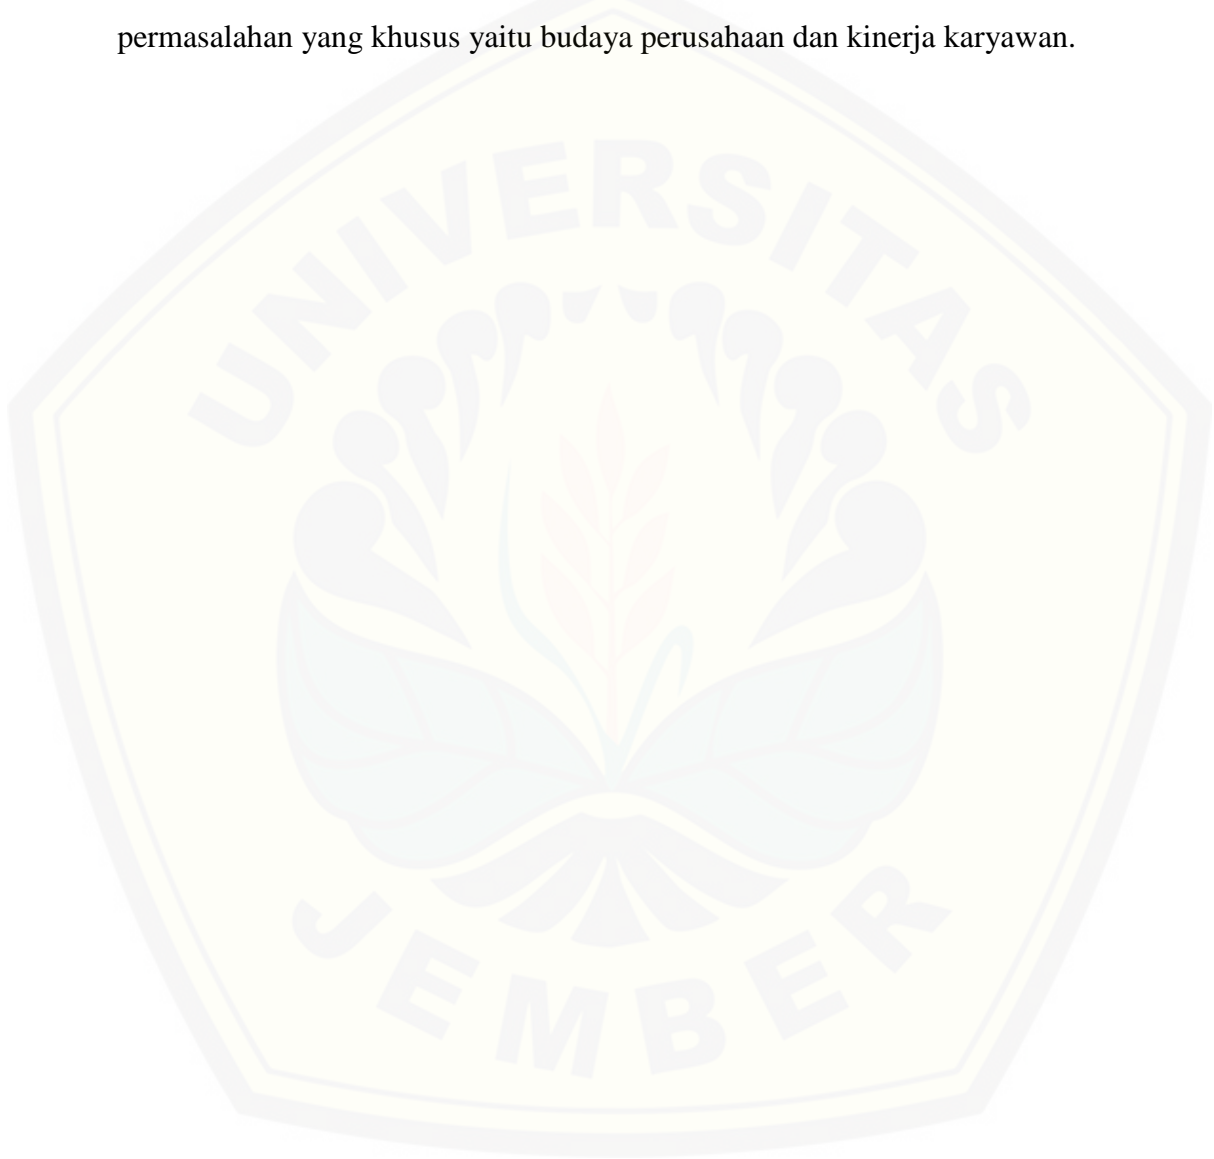 permasalahan yang khusus yaitu budaya perusahaan dan kinerja karyawan.
UNIVERSITAS
JEMBER